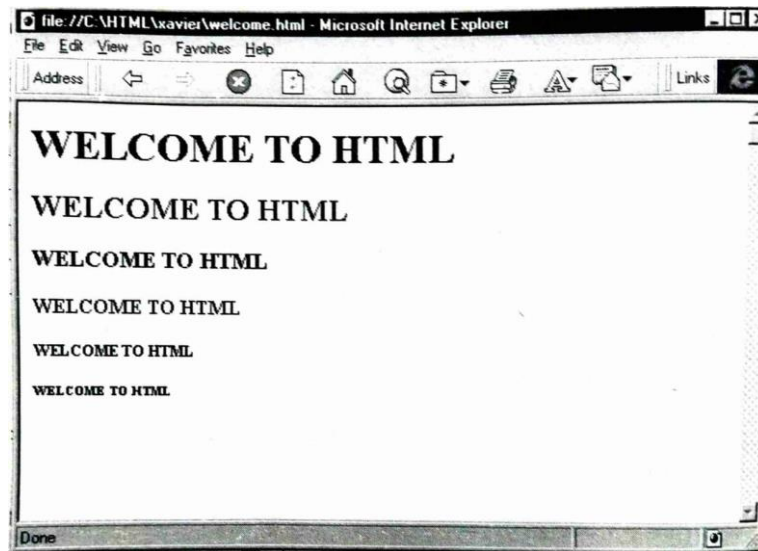 file://C:\HTML\xavier\welcome.html - Microsoft Internet Explorer
File Edit View Go Favorites Help
Address Links
WELCOME TO HTML
WELCOME TO HTML
WELCOME TO HTML
WELCOME TO HTML
WELCOME TO HTML
WELCOME TO HTML
Done